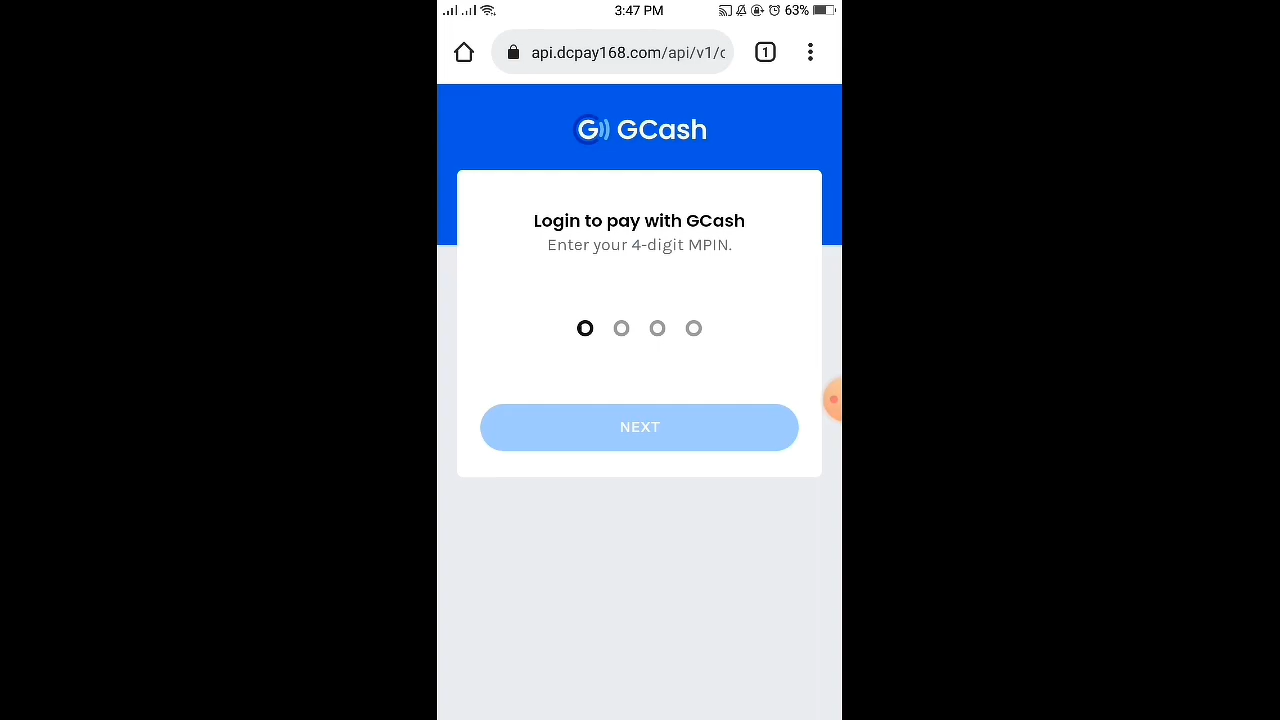 3:47 PM
63%
api.dcpay168.com/api/v1/c
1
G GCash
Login to pay with GCash
Enter your 4-digit MPIN.
NEXT